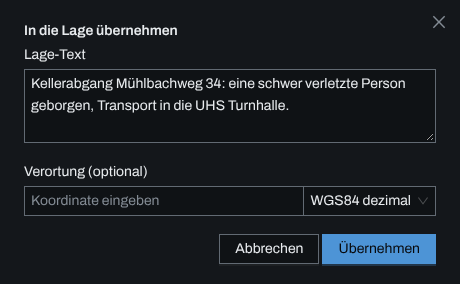 In die Lage übernehmen
Lage-Text
Kellerabgang Mühlbachweg 34: eine schwer verletzte Person
geborgen, Transport in die UHS Turnhalle.
Verortung (optional)
Koordinate eingeben WGS84 dezimal
Abbrechen Übernehmen